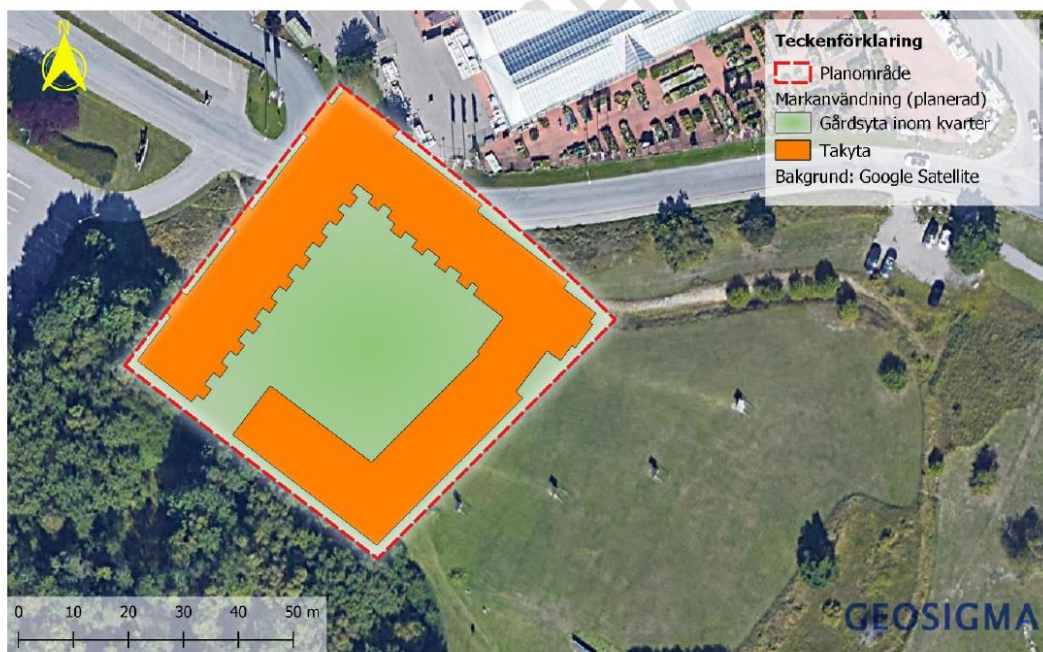 N
Teckenförklaring
Planområde
Markanvändning (planerad)
Gårdsyta inom kvarter
Takyta
Bakgrund: Google Satellite
0 10 20 30 40 50 m
GEOSIGMA